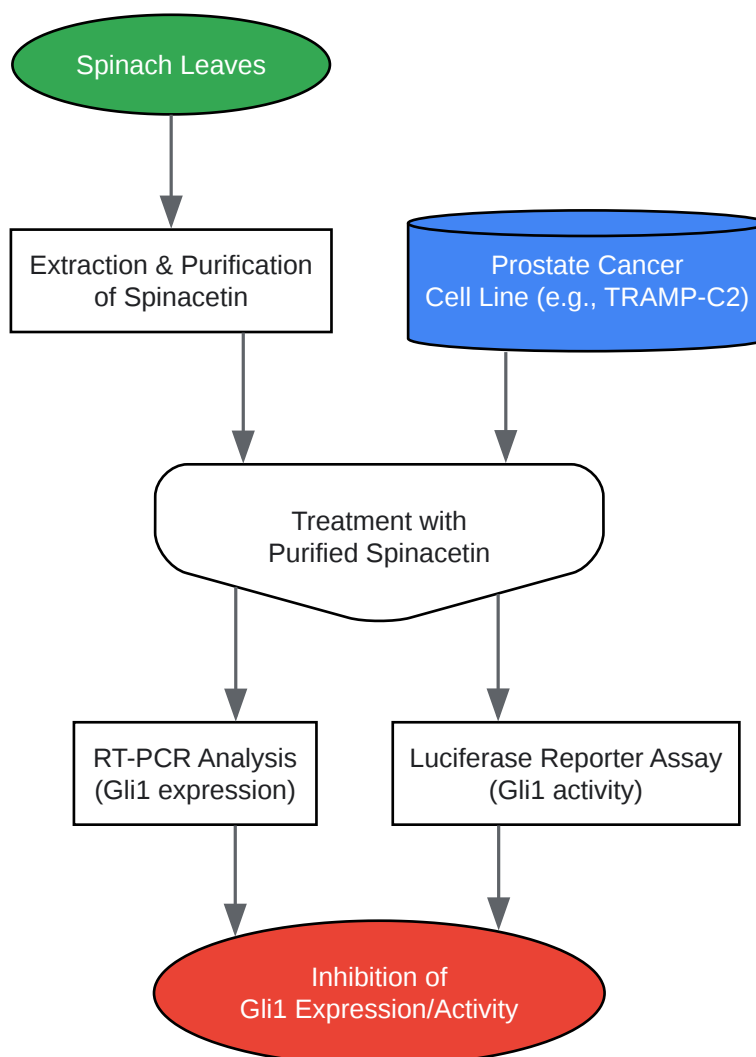 Spinach Leaves
Extraction & Purification
of Spinacetin
Prostate Cancer
Cell Line (e.g., TRAMP-C2)
Treatment with
Purified Spinacetin
RT-PCR Analysis
(Gli1 expression)
Luciferase Reporter Assay
(Gli1 activity)
Inhibition of
Gli1 Expression/Activity